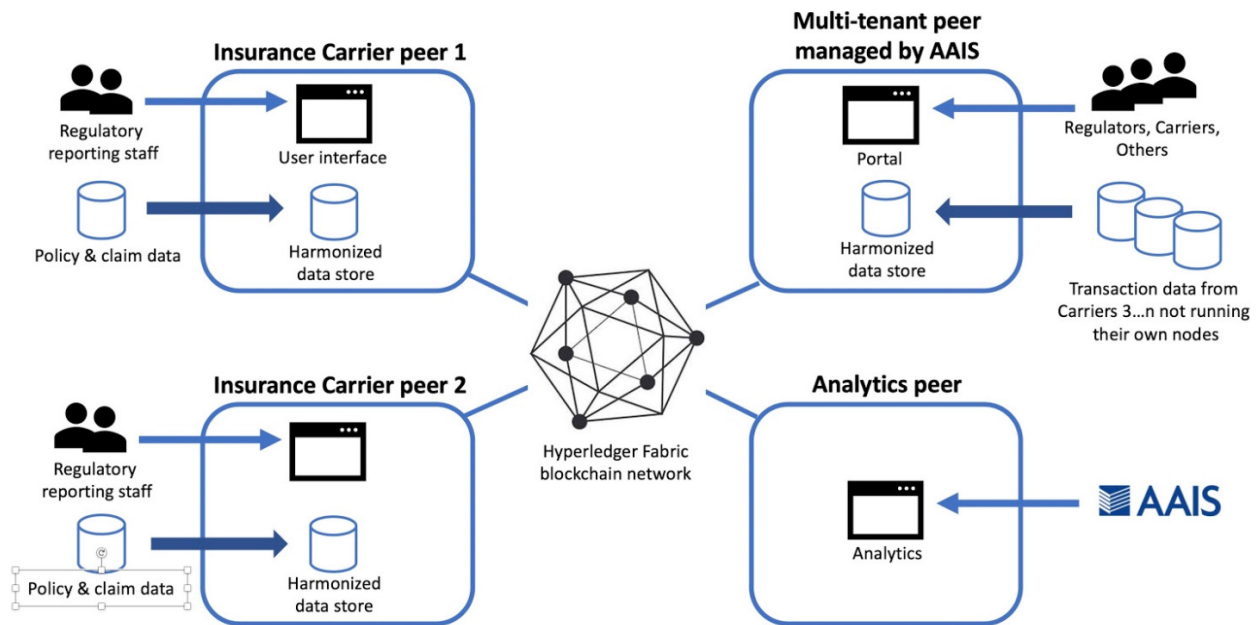 Insurance Carrier peer 1
Regulatory
reporting staff
User interface
Policy & claim data
Harmonized
data store
Multi-tenant peer
managed by AAIS
Portal
Regulators, Carriers,
Others
Harmonized
data store
Transaction data from
Carriers 3...n not running
their own nodes
Hyperledger Fabric
blockchain network
Insurance Carrier peer 2
Regulatory
reporting staff
Policy & claim data
Harmonized
data store
Analytics peer
Analytics
AAIS